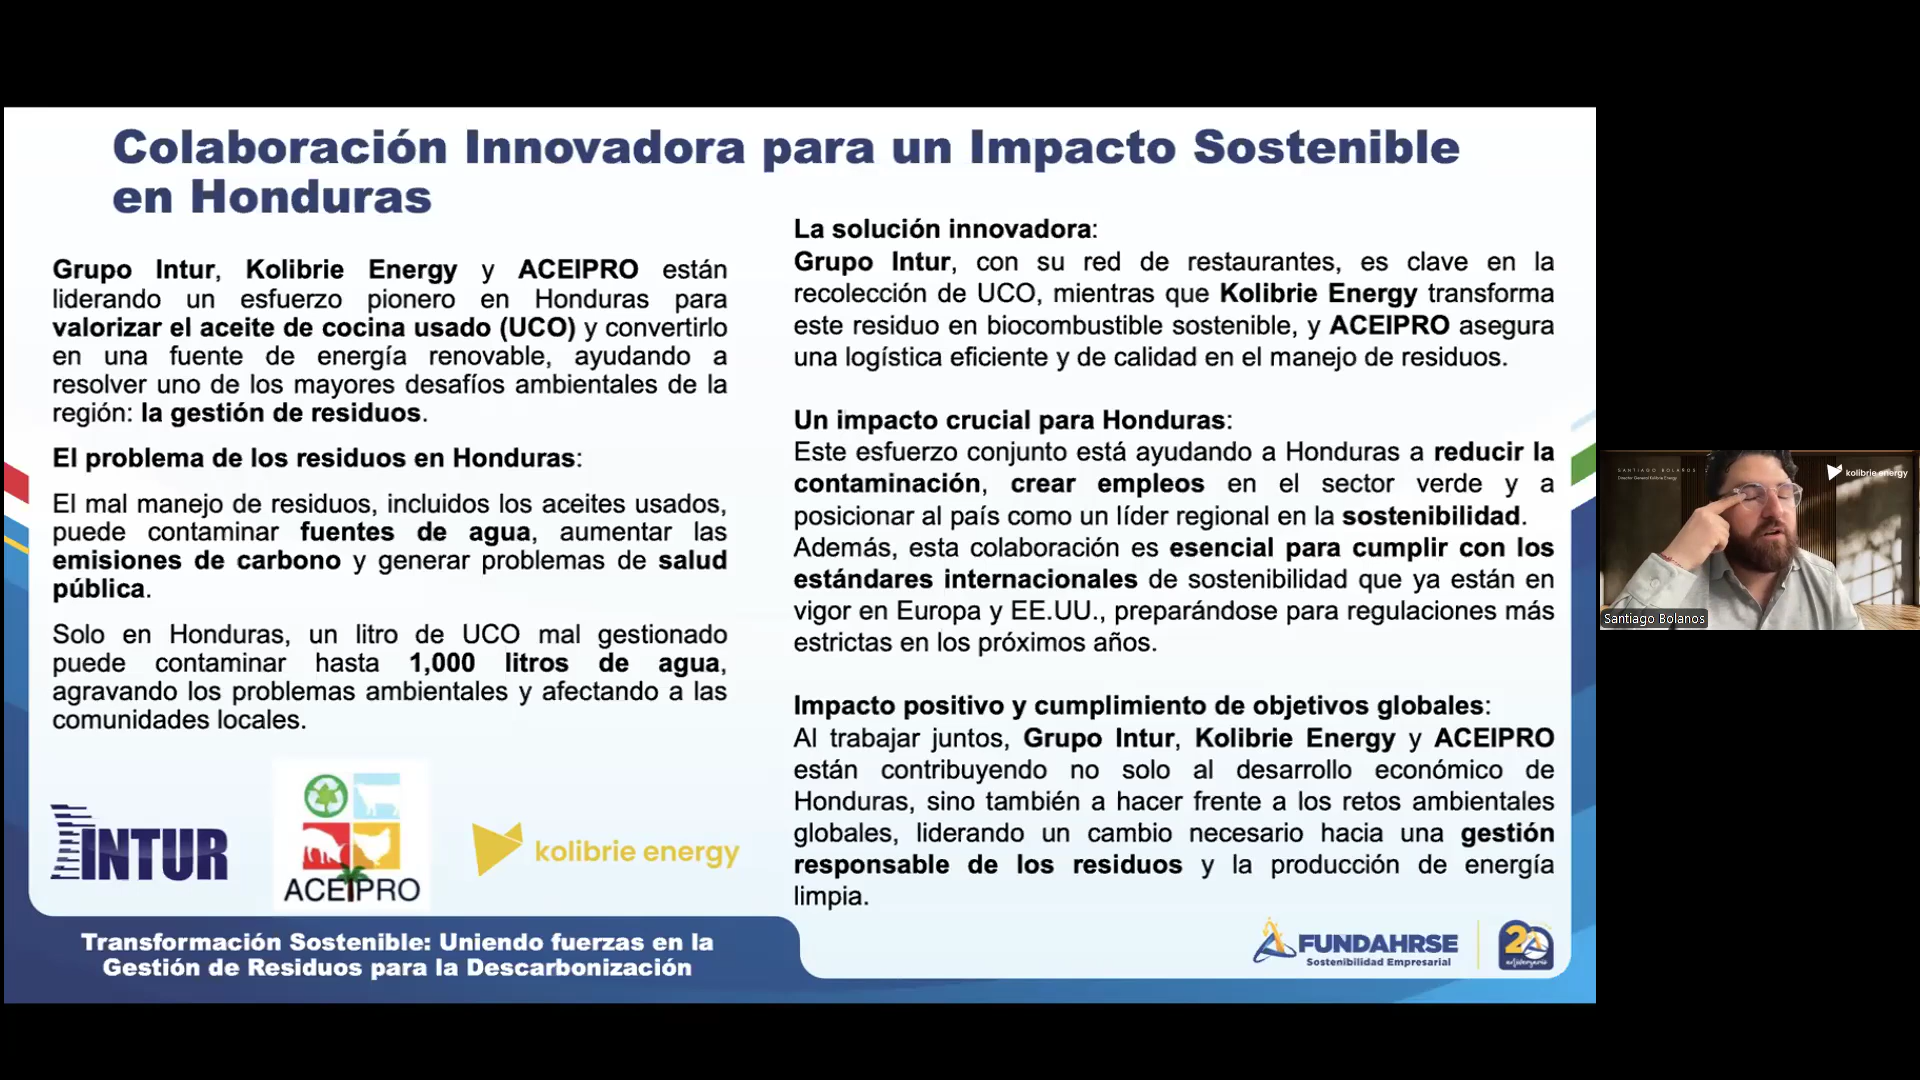 Colaboración Innovadora para un Impacto Sostenible
en Honduras
Grupo Intur, Kolibrie Energy y ACEIPRO están
liderando un esfuerzo pionero en Honduras para
valorizar el aceite de cocina usado (UCO) y convertirlo
en una fuente de energía renovable, ayudando a
resolver uno de los mayores desafíos ambientales de la
región: la gestión de residuos.
El problema de los residuos en Honduras:
El mal manejo de residuos, incluidos los aceites usados,
puede contaminar fuentes de agua, aumentar las
emisiones de carbono y generar problemas de salud
pública.
Solo en Honduras, un litro de UCO mal gestionado
puede contaminar hasta 1,000 litros de agua,
agravando los problemas ambientales y afectando a las
comunidades locales.
INTUR
ACEIPRO
kolibrie energy
Transformación Sostenible: Uniendo fuerzas en la
Gestión de Residuos para la Descarbonización
La solución innovadora:
Grupo Intur, con su red de restaurantes, es clave en la
recolección de UCO, mientras que Kolibrie Energy transforma
este residuo en biocombustible sostenible, y ACEIPRO asegura
una logística eficiente y de calidad en el manejo de residuos.
Un impacto crucial para Honduras:
Este esfuerzo conjunto está ayudando a Honduras a reducir la
contaminación, crear empleos en el sector verde y a
posicionar al país como un líder regional en la sostenibilidad.
Además, esta colaboración es esencial para cumplir con los
estándares internacionales de sostenibilidad que ya están en
vigor en Europa y EE.UU., preparándose para regulaciones más
estrictas en los próximos años.
Impacto positivo y cumplimiento de objetivos globales:
Al trabajar juntos, Grupo Intur, Kolibrie Energy y ACEIPRO
están contribuyendo no solo al desarrollo económico de
Honduras, sino también a hacer frente a los retos ambientales
globales, liderando un cambio necesario hacia una gestión
responsable de los residuos y la producción de energía
limpia.
FUNDAHRSE
Sostenibilidad Empresarial
20
aniversario
SANTIAGO BOLAÑOS
Director General Kolibrie Energy
kolibrie energy
Santiago Bolanos